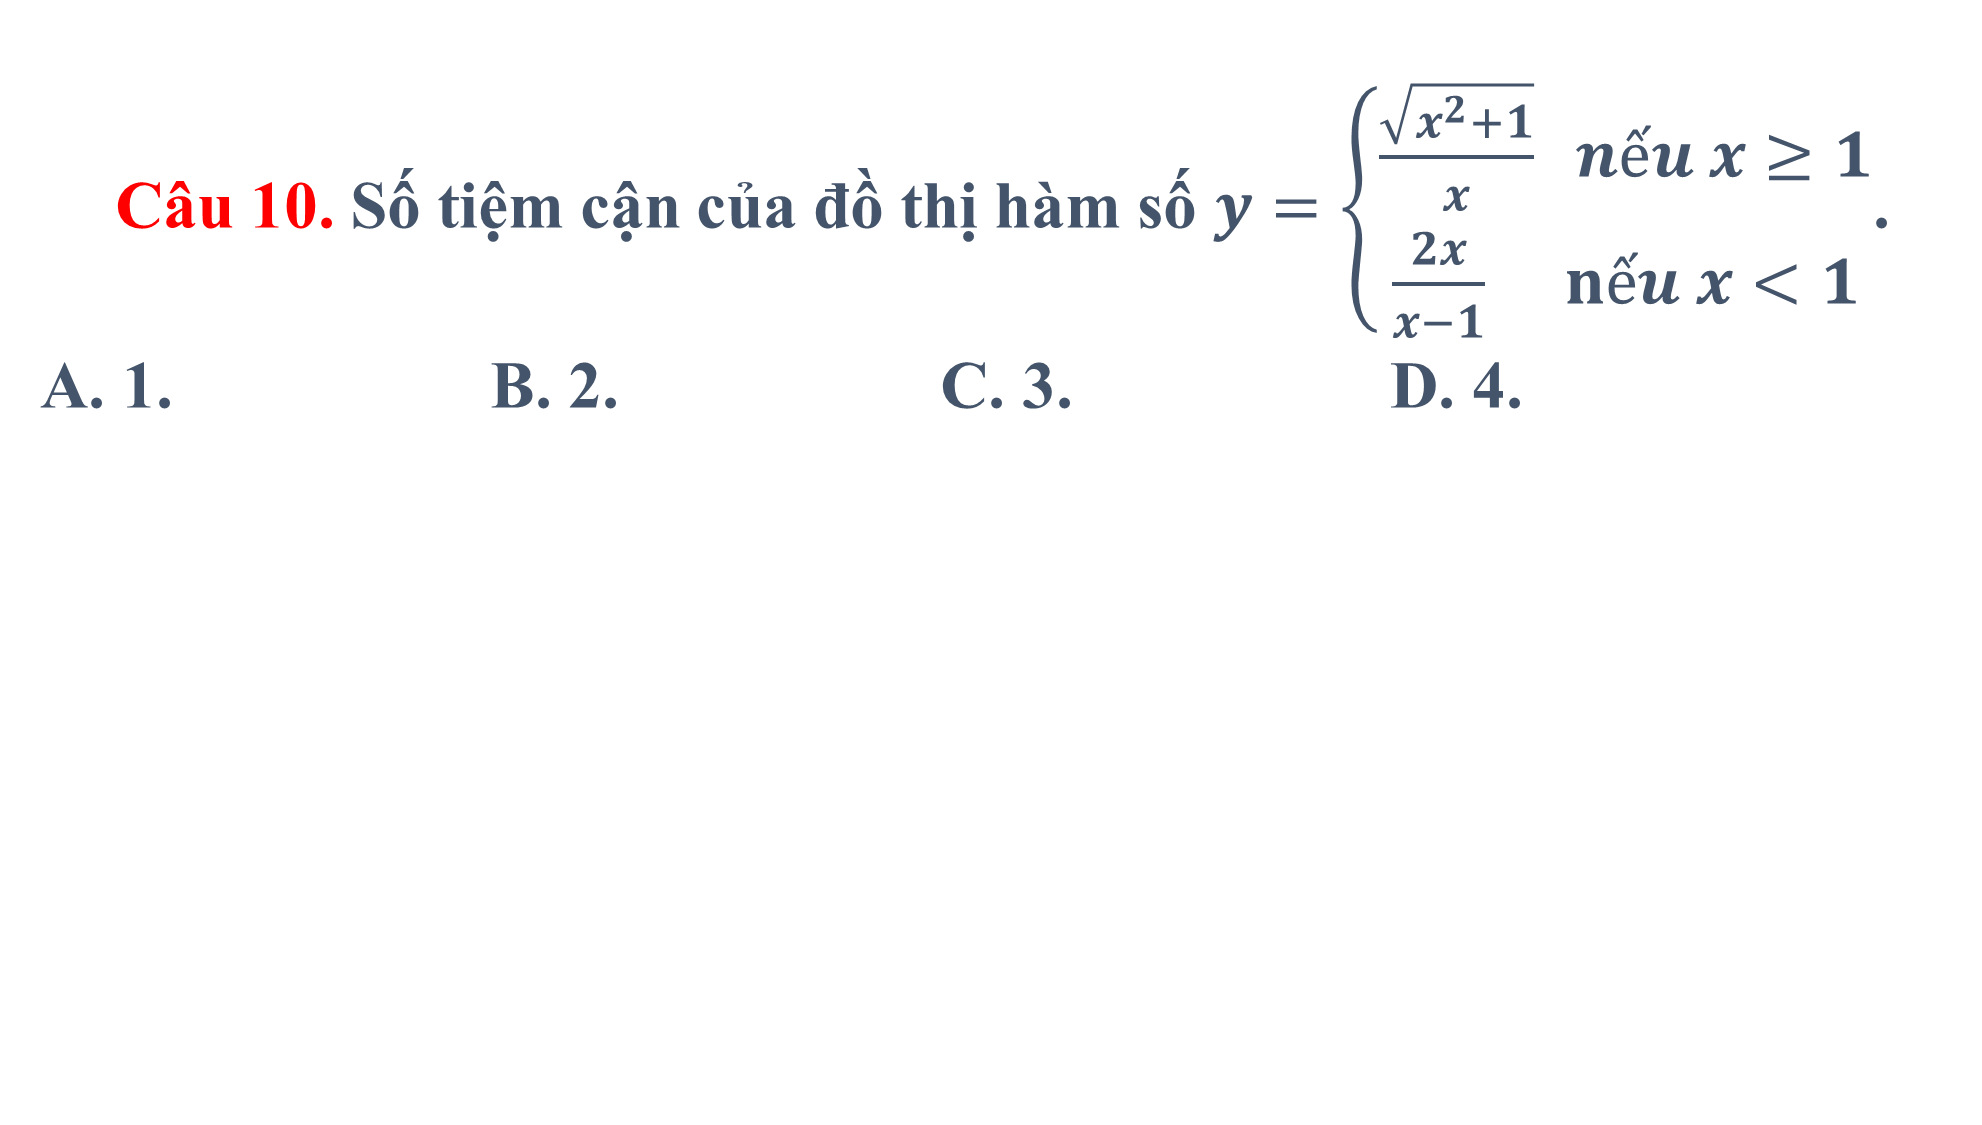 Câu 10. Số tiệm cận của đồ thị hàm số y = { √(x²+1)/x nếu x ≥ 1; 2x/(x−1) nếu x < 1 .
A. 1. B. 2. C. 3. D. 4.